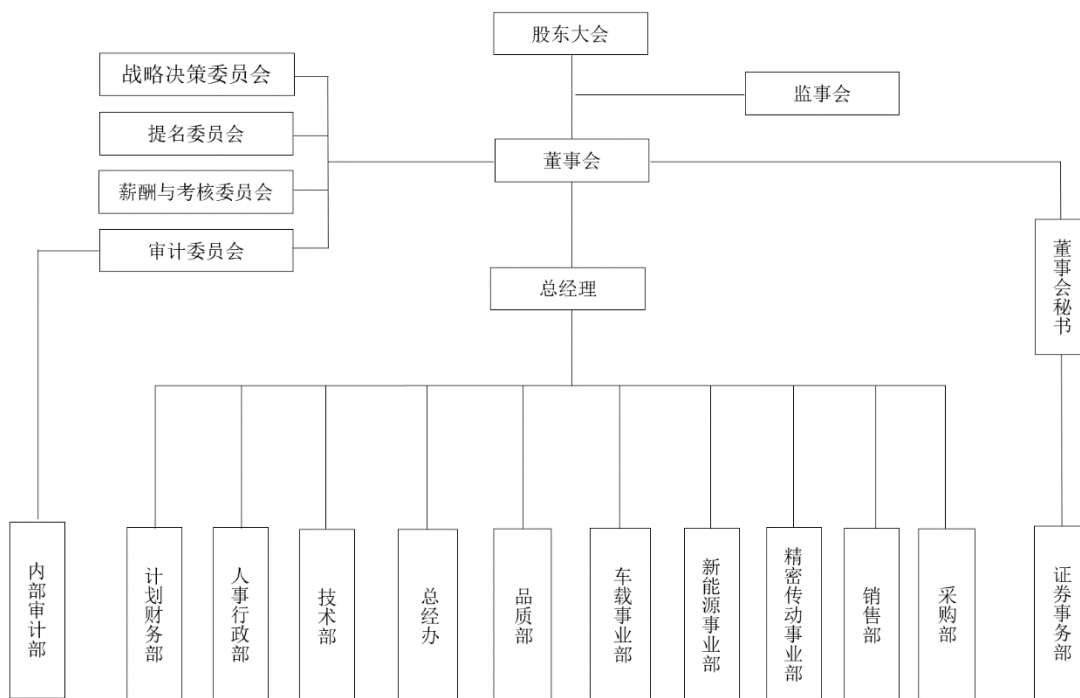 股东大会
战略决策委员会
监事会
提名委员会
董事会
薪酬与考核委员会
审计委员会
董事会秘书
总经理
内部审计部
计划财务部
人事行政部
技术部
总经办
品质部
车载事业部
新能源事业部
精密传动事业部
销售部
采购部
证券事务部